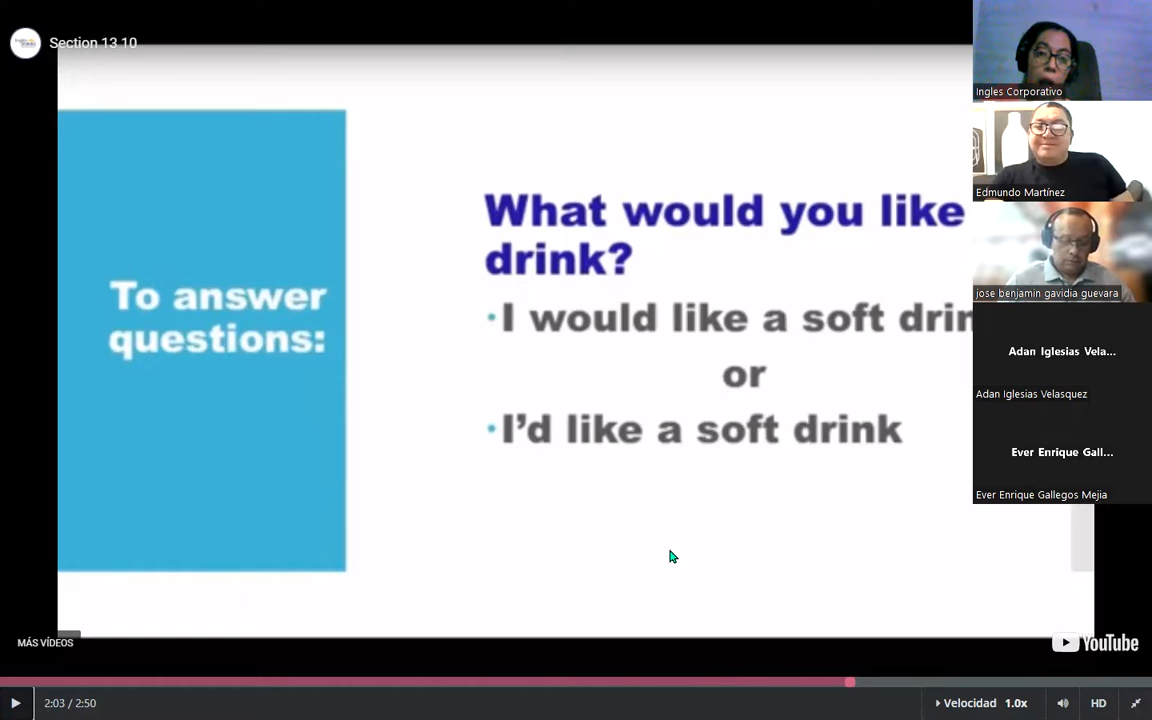 Section 13 10
Ingles Corporativo
Edmundo Martínez
jose benjamin gavidia guevara
Adan Iglesias Vela...
Adan Iglesias Velasquez
Ever Enrique Gall...
Ever Enrique Gallegos Mejia
To answer
questions:
What would you like
drink?
•I would like a soft drin
or
•I'd like a soft drink
MÁS VÍDEOS
YouTube
2:03 / 2:50
Velocidad 1.0x
HD